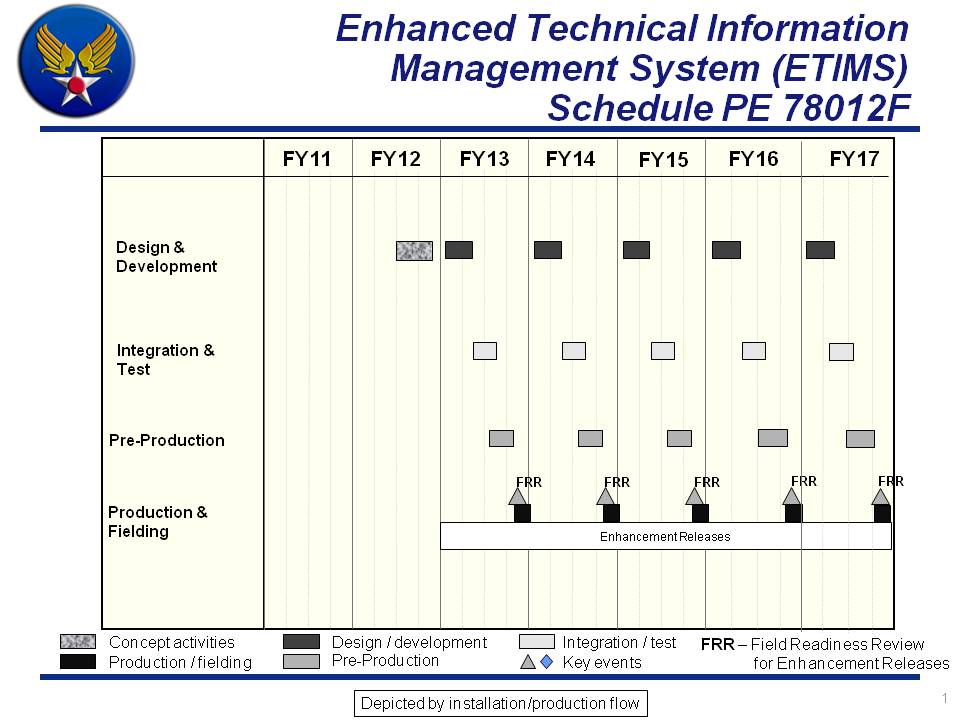 Enhanced Technical Information
Management System (ETIMS)
Schedule PE 78012F
FY11 FY12 FY13 FY14 FY15 FY16 FY17
Design &
Development
Integration &
Test
Pre-Production
FRR FRR FRR FRR FRR
Production &
Fielding
Enhancement Releases
Concept activities Design / development Integration / test FRR – Field Readiness Review
Production / fielding Pre-Production Key events for Enhancement Releases
Depicted by installation/production flow
1